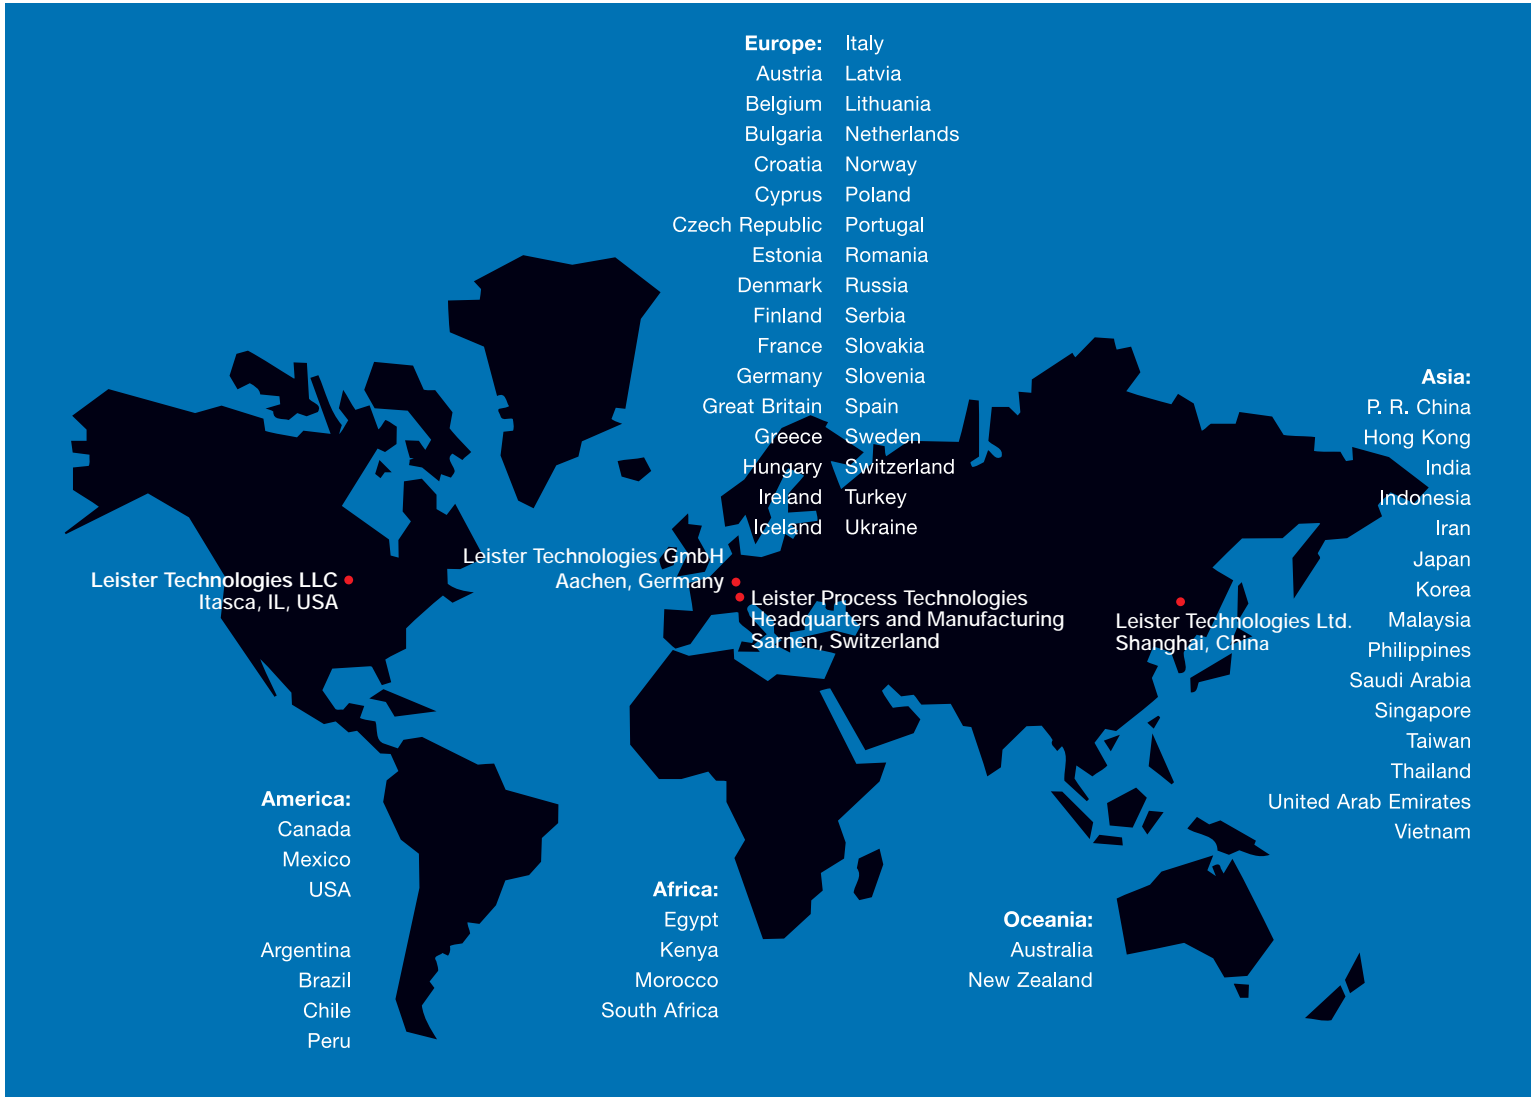 Europe:
Austria
Belgium
Bulgaria
Croatia
Cyprus
Czech Republic
Estonia
Denmark
Finland
France
Germany
Great Britain
Greece
Hungary
Ireland
Iceland
Italy
Latvia
Lithuania
Netherlands
Norway
Poland
Portugal
Romania
Russia
Serbia
Slovakia
Slovenia
Spain
Sweden
Switzerland
Turkey
Ukraine
Asia:
P. R. China
Hong Kong
India
Indonesia
Iran
Japan
Korea
Malaysia
Philippines
Saudi Arabia
Singapore
Taiwan
Thailand
United Arab Emirates
Vietnam
Leister Technologies LLC
Itasca, IL, USA
Leister Technologies GmbH
Aachen, Germany
Leister Process Technologies
Headquarters and Manufacturing
Sarnen, Switzerland
Leister Technologies Ltd.
Shanghai, China
America:
Canada
Mexico
USA
Argentina
Brazil
Chile
Peru
Africa:
Egypt
Kenya
Morocco
South Africa
Oceania:
Australia
New Zealand